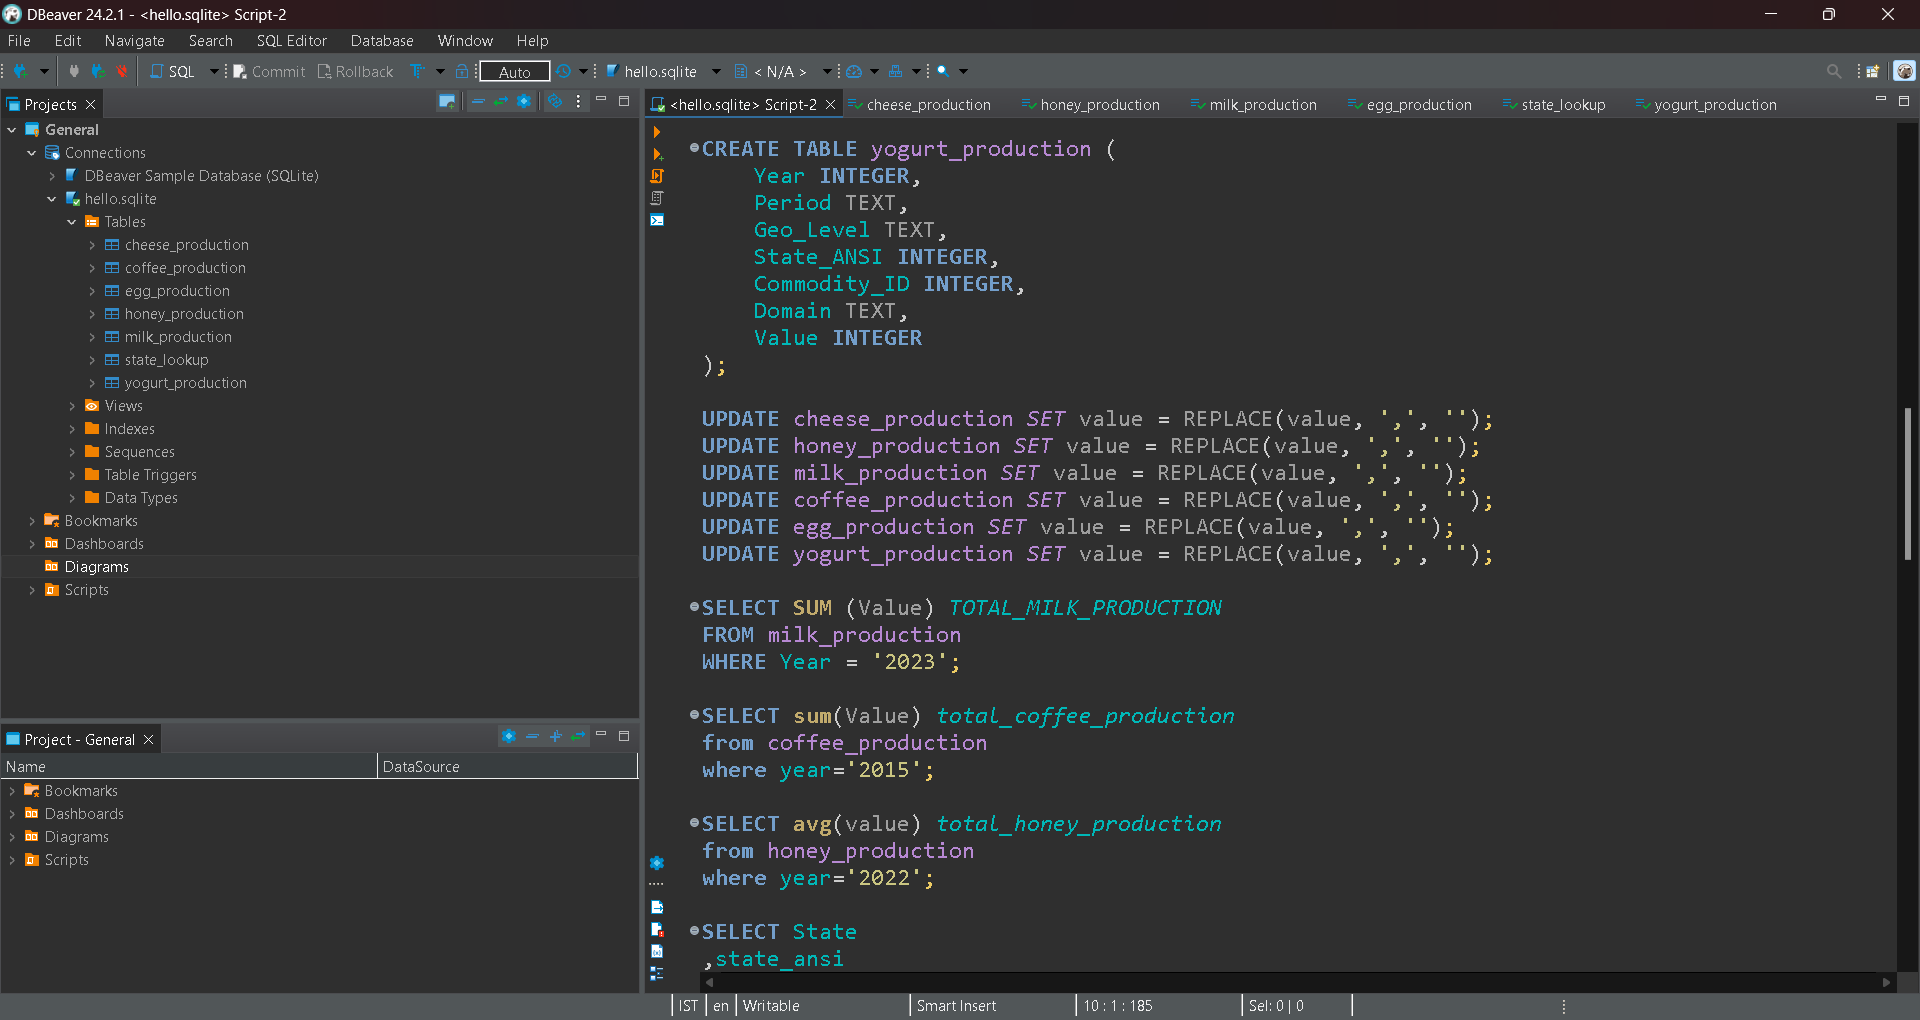 DBeaver 24.2.1 - <hello.sqlite> Script-2
File Edit Navigate Search SQL Editor Database Window Help
SQL Commit Rollback Auto hello.sqlite < N/A >
Projects
General
Connections
DBeaver Sample Database (SQLite)
hello.sqlite
Tables
cheese_production
coffee_production
egg_production
honey_production
milk_production
state_lookup
yogurt_production
Views
Indexes
Sequences
Table Triggers
Data Types
Bookmarks
Dashboards
Diagrams
Scripts
Project - General
Name DataSource
Bookmarks
Dashboards
Diagrams
Scripts
<hello.sqlite> Script-2 cheese_production honey_production milk_production egg_production state_lookup yogurt_production
CREATE TABLE yogurt_production (
Year INTEGER,
Period TEXT,
Geo_Level TEXT,
State_ANSI INTEGER,
Commodity_ID INTEGER,
Domain TEXT,
Value INTEGER
);
UPDATE cheese_production SET value = REPLACE(value, ',', '');
UPDATE honey_production SET value = REPLACE(value, ',', '');
UPDATE milk_production SET value = REPLACE(value, ',', '');
UPDATE coffee_production SET value = REPLACE(value, ',', '');
UPDATE egg_production SET value = REPLACE(value, ',', '');
UPDATE yogurt_production SET value = REPLACE(value, ',', '');
SELECT SUM (Value) TOTAL_MILK_PRODUCTION
FROM milk_production
WHERE Year = '2023';
SELECT sum(Value) total_coffee_production
from coffee_production
where year='2015';
SELECT avg(value) total_honey_production
from honey_production
where year='2022';
SELECT State
,state_ansi
IST en Writable Smart Insert 10 : 1 : 185 Sel: 0 | 0